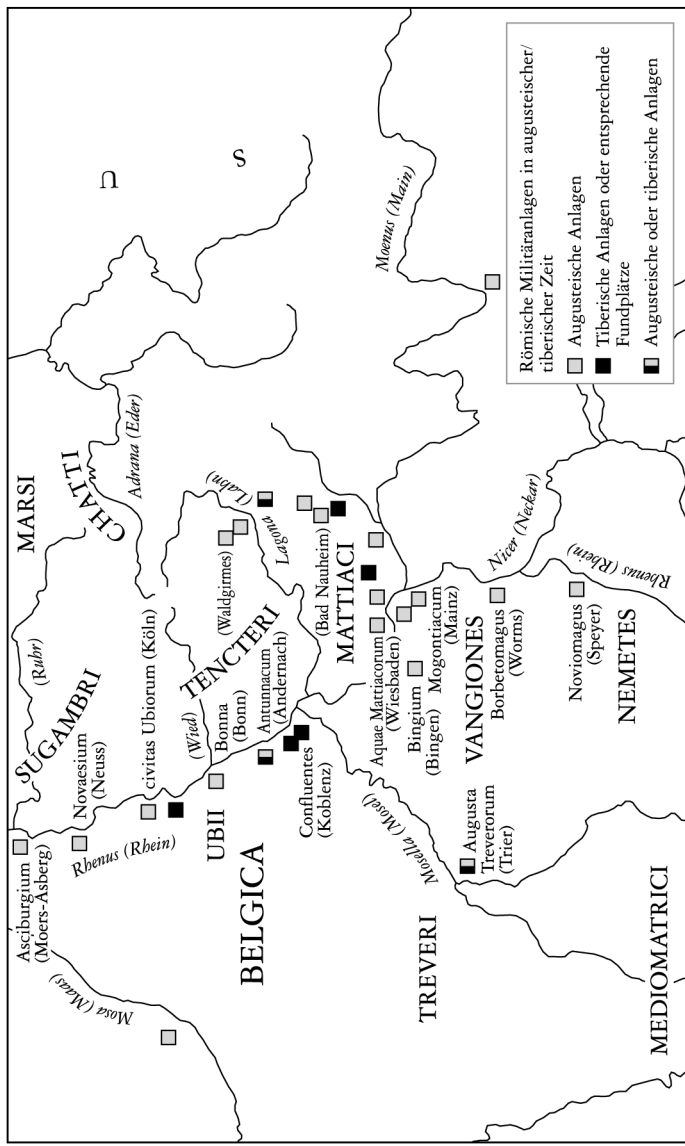 Asciburgium
(Moers-Asberg)
SUGAMBRI
(Ruhr)
MARSI
CHATTI
Mosa (Maas)
Novaesium
(Neuss)
Rhenus (Rhein)
civitas Ubiorum (Köln)
Adrana (Eder)
U
(Wied)
UBII
Bonna
(Bonn)
TENCTERI
(Waldgirmes)
(Lahn)
S
BELGICA
Antunnacum
(Andernach)
Lagona
Confluentes
(Koblenz)
(Bad Nauheim)
MATTIACI
Aquae Mattiacorum
(Wiesbaden)
Moenus (Main)
Mosella (Mosel)
Bingium
(Bingen)
Mogontiacum
(Mainz)
TREVERI
Augusta
Treverorum
(Trier)
VANGIONES
Borbetomagus
(Worms)
Nicer (Neckar)
Noviomagus
(Speyer)
NEMETES
Rhenus (Rhein)
MEDIOMATRICI
Römische Militäranlagen in augusteischer/
tiberischer Zeit
Augusteische Anlagen
Tiberische Anlagen oder entsprechende
Fundplätze
Augusteische oder tiberische Anlagen